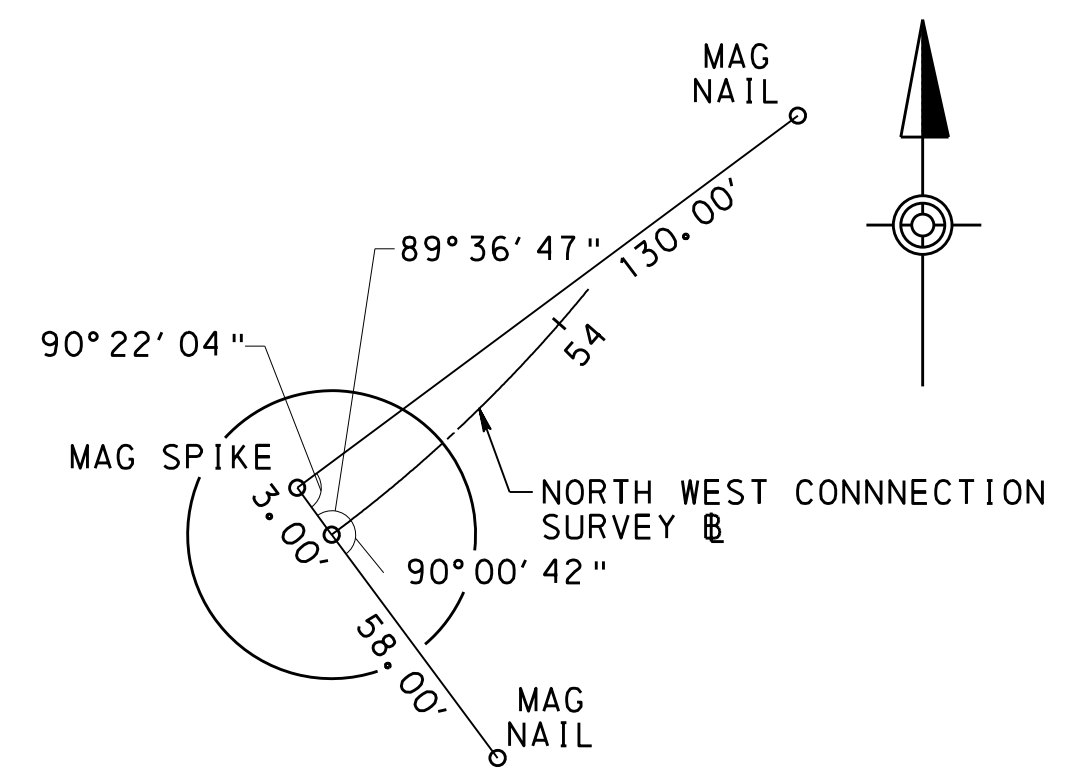 MAG
NAIL
89°36'47"
130.00'
90°22'04"
54
MAG SPIKE
3.00'
NORTH WEST CONNNECTION
SURVEY BL
90°00'42"
58.00'
MAG
NAIL